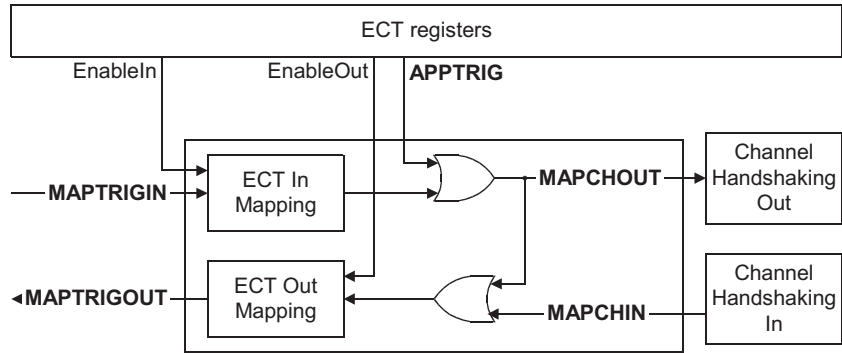 ECT registers
EnableIn
EnableOut
APPTRIG
MAPTRIGIN
ECT In
Mapping
MAPCHOUT
Channel
Handshaking
Out
MAPTRIGOUT
ECT Out
Mapping
MAPCHIN
Channel
Handshaking
In